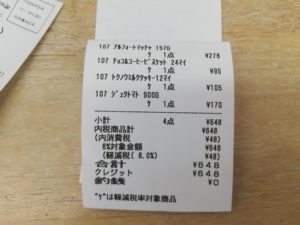 107 アルフォートマッチャ 157G
ケ 1点 ¥278
107 チョコ&コーヒービスケット 24マイ
ケ 1点 ¥95
107 トクノウミルククッキー12マイ
ケ 1点 ¥105
107 ジェクトマト 900G
ケ 1点 ¥170
小計 4点 ¥648
内税商品計 ¥648
(内消費税 ¥48)
8%対象金額 ¥648
(軽減税( 8.0%) ¥48)
合計 ¥648
クレジット ¥648
釣銭 ¥0
"ケ"は軽減税率対象商品